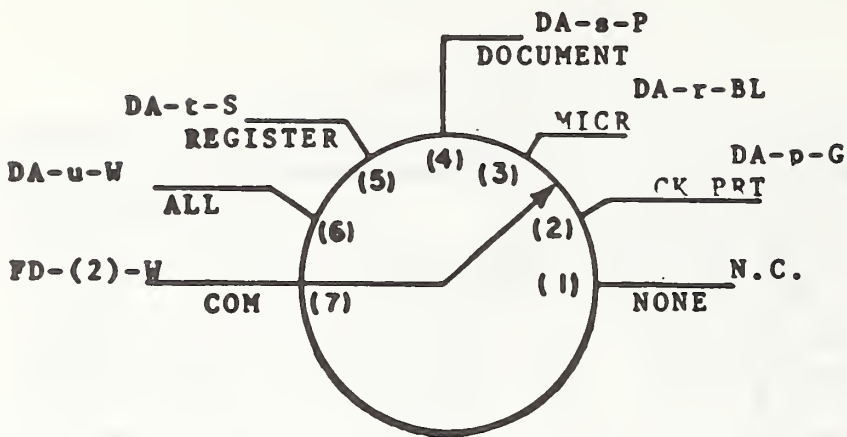 DA-s-P
DOCUMENT
DA-t-S
REGISTER
DA-r-BL
MICR
DA-u-W
ALL
DA-p-G
CK PRT
FD-(2)-W
COM
N.C.
NONE
(1)
(2)
(3)
(4)
(5)
(6)
(7)